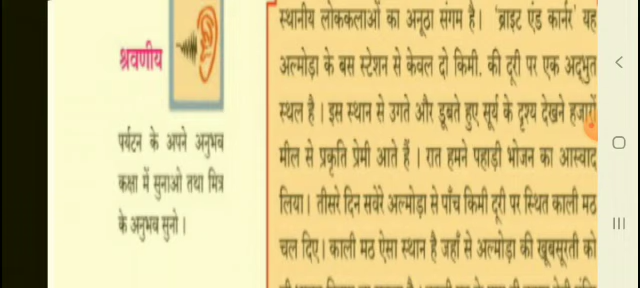 श्रवणीय
पर्यटन के अपने अनुभव
कक्षा में सुनाओ तथा मित्र
के अनुभव सुनो।
स्थानीय लोककलाओं का अनूठा संगम है। ‘ब्राइट एंड कार्नर’ यह
अल्मोड़ा के बस स्टेशन से केवल दो किमी. की दूरी पर एक अद्भुत
स्थल है। इस स्थान से उगते और डूबते हुए सूर्य के दृश्य देखने हजारों
मील से प्रकृति प्रेमी आते हैं। रात हमने पहाड़ी भोजन का आस्वाद
लिया। तीसरे दिन सवेरे अल्मोड़ा से पाँच किमी दूरी पर स्थित काली मठ
चल दिए। काली मठ ऐसा स्थान है जहाँ से अल्मोड़ा की खूबसूरती को